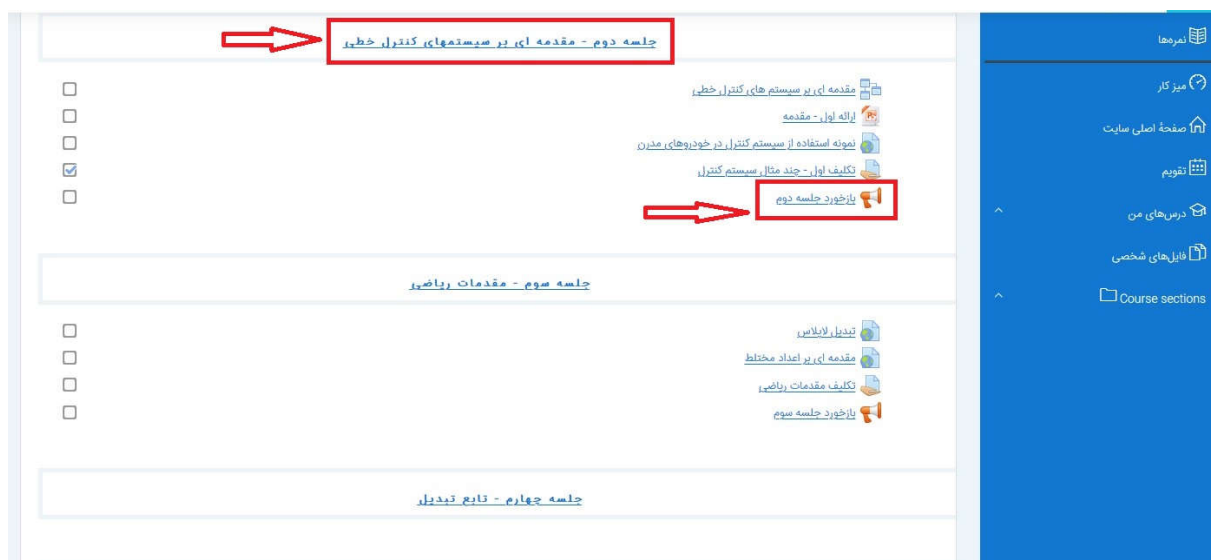 نمره‌ها
میز کار
صفحهٔ اصلی سایت
تقویم
درس‌های من
فایل‌های شخصی
Course sections
جلسه دوم - مقدمه ای بر سیستمهای کنترل خطی
مقدمه ای بر سیستم های کنترل خطی
ارائه اول - مقدمه
نمونه استفاده از سیستم کنترل در خودروهای مدرن
تکلیف اول - چند مثال سیستم کنترل
بازخورد جلسه دوم
جلسه سوم - مقدمات ریاضی
تبدیل لاپلاس
مقدمه ای بر اعداد مختلط
تکلیف مقدمات ریاضی
بازخورد جلسه سوم
جلسه چهارم - تابع تبدیل